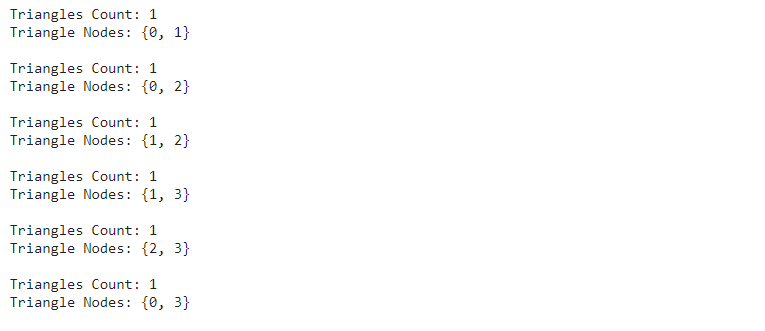 Triangles Count: 1
Triangle Nodes: {0, 1}
Triangles Count: 1
Triangle Nodes: {0, 2}
Triangles Count: 1
Triangle Nodes: {1, 2}
Triangles Count: 1
Triangle Nodes: {1, 3}
Triangles Count: 1
Triangle Nodes: {2, 3}
Triangles Count: 1
Triangle Nodes: {0, 3}